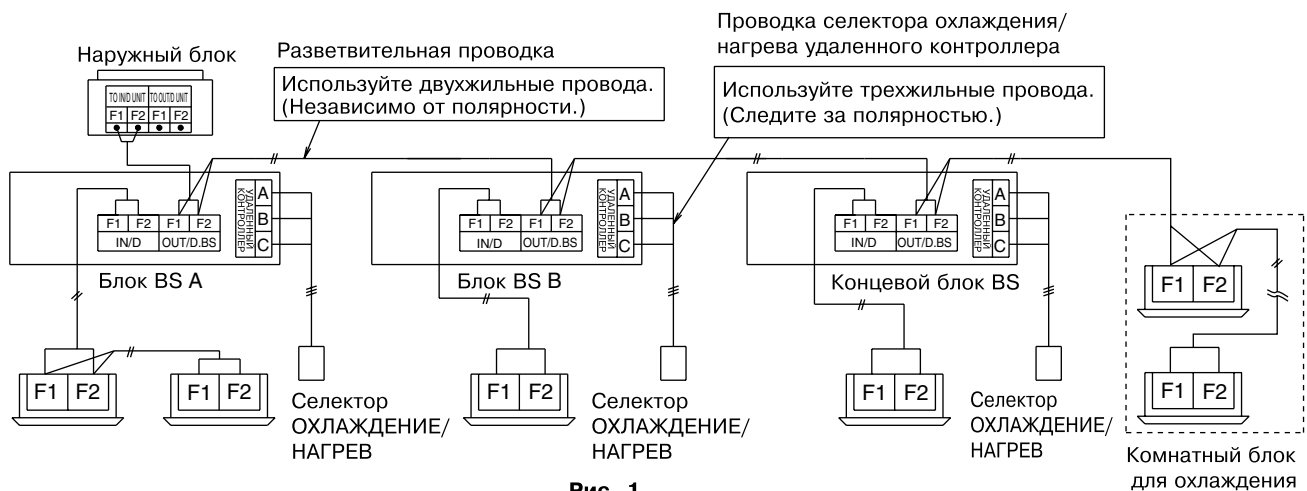 Проводка селектора охлаждения/
нагрева удаленного контроллера
Наружный блок
Разветвительная проводка
Используйте двухжильные провода.
(Независимо от полярности.)
Используйте трехжильные провода.
(Следите за полярностью.)
TO IN/D UNIT TO OUT/D UNIT
F1 F2 F1 F2
F1 F2 F1 F2
IN/D OUT/D.BS
УДАЛЕННЫЙ
КОНТРОЛЛЕР
A
B
C
F1 F2 F1 F2
IN/D OUT/D.BS
УДАЛЕННЫЙ
КОНТРОЛЛЕР
A
B
C
F1 F2 F1 F2
IN/D OUT/D.BS
УДАЛЕННЫЙ
КОНТРОЛЛЕР
A
B
C
Блок BS A
Блок BS B
Концевой блок BS
F1 F2
F1 F2
F1 F2
F1 F2
F1 F2
F1 F2
Селектор
ОХЛАЖДЕНИЕ/
НАГРЕВ
Селектор
ОХЛАЖДЕНИЕ/
НАГРЕВ
Селектор
ОХЛАЖДЕНИЕ/
НАГРЕВ
Комнатный блок
для охлаждения
Рис. 1